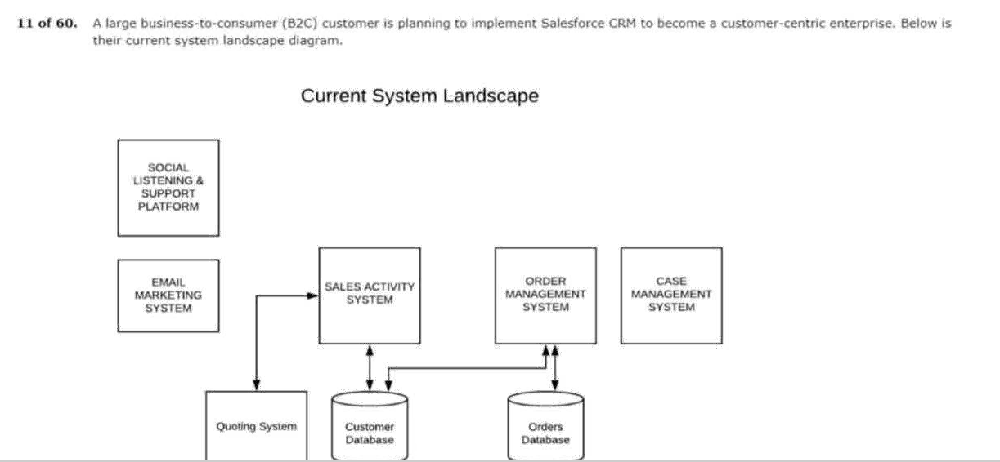 11 of 60. A large business-to-consumer (B2C) customer is planning to implement Salesforce CRM to become a customer-centric enterprise. Below is
their current system landscape diagram.
Current System Landscape
SOCIAL
LISTENING &
SUPPORT
PLATFORM
EMAIL
MARKETING
SYSTEM
SALES ACTIVITY
SYSTEM
ORDER
MANAGEMENT
SYSTEM
CASE
MANAGEMENT
SYSTEM
Quoting System
Customer
Database
Orders
Database